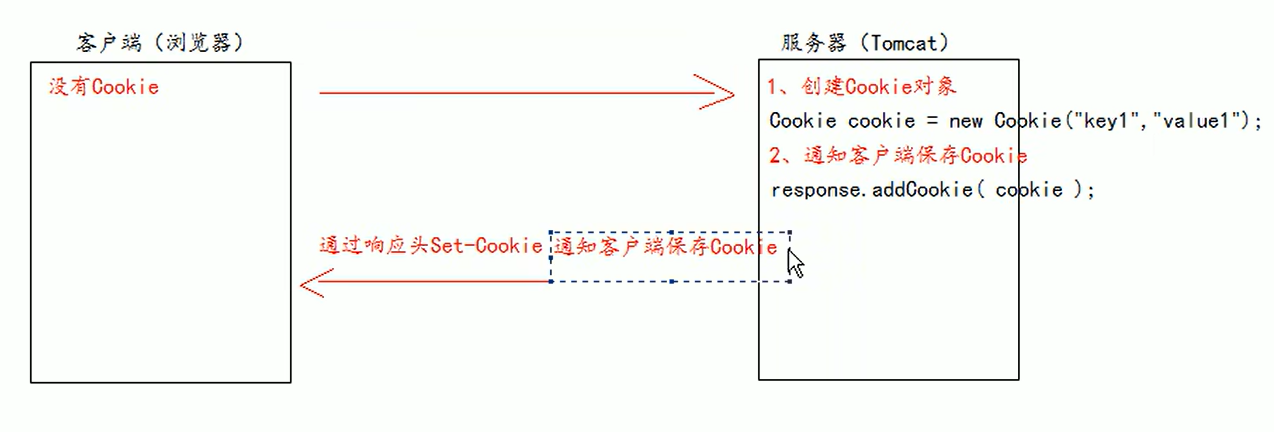 客户端（浏览器）
没有Cookie
服务器（Tomcat）
1、创建Cookie对象
Cookie cookie = new Cookie("key1","value1");
2、通知客户端保存Cookie
response.addCookie( cookie );
通过响应头Set-Cookie 通知客户端保存Cookie